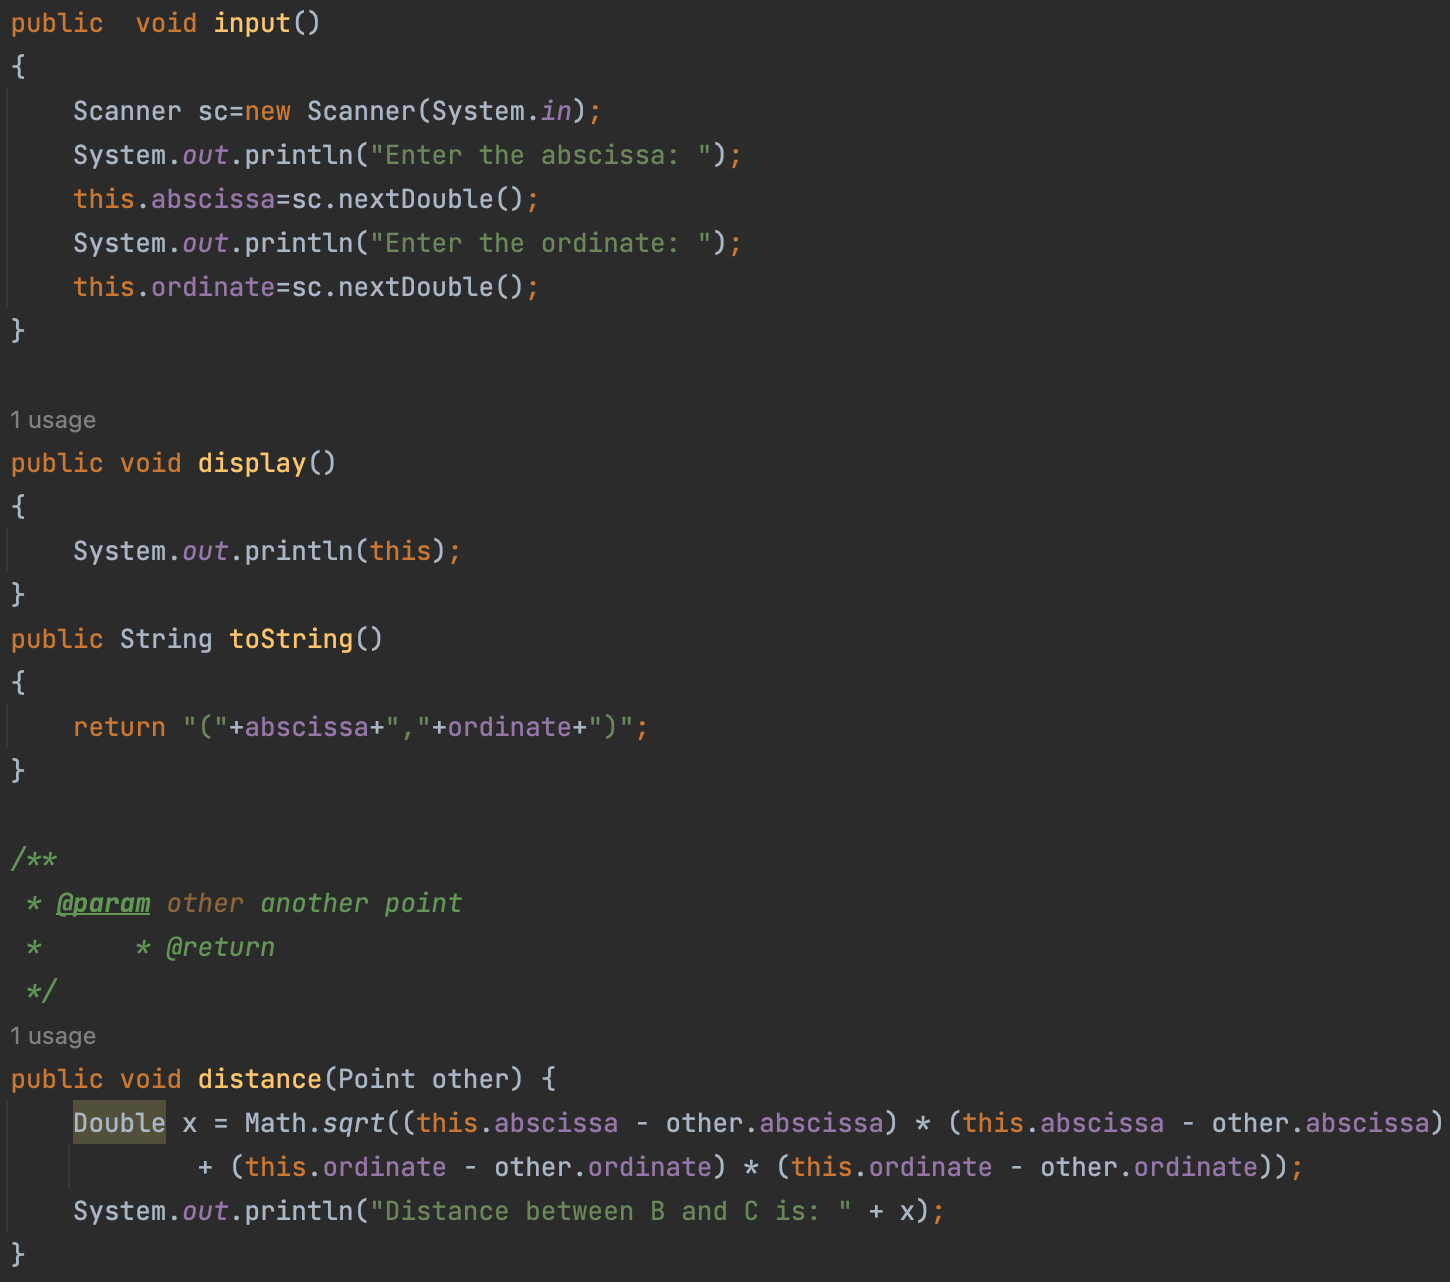 public  void input()
{
    Scanner sc=new Scanner(System.in);
    System.out.println("Enter the abscissa: ");
    this.abscissa=sc.nextDouble();
    System.out.println("Enter the ordinate: ");
    this.ordinate=sc.nextDouble();
}

1 usage
public void display()
{
    System.out.println(this);
}
public String toString()
{
    return "("+abscissa+","+ordinate+")";
}

/**
 * @param other another point
 *      * @return
 */
1 usage
public void distance(Point other) {
    Double x = Math.sqrt((this.abscissa - other.abscissa) * (this.abscissa - other.abscissa)
            + (this.ordinate - other.ordinate) * (this.ordinate - other.ordinate));
    System.out.println("Distance between B and C is: " + x);
}